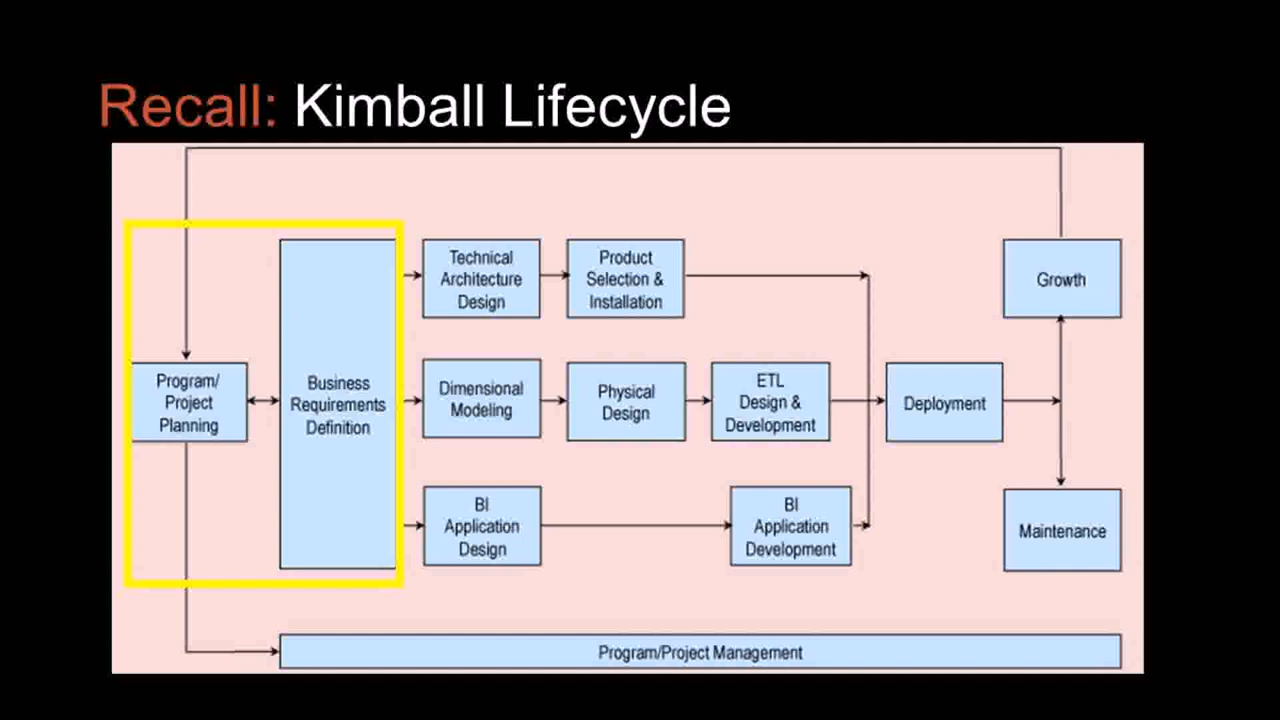 Recall: Kimball Lifecycle
Program/
Project
Planning
Business
Requirements
Definition
Technical
Architecture
Design
Product
Selection &
Installation
Dimensional
Modeling
Physical
Design
ETL
Design &
Development
BI
Application
Design
BI
Application
Development
Deployment
Growth
Maintenance
Program/Project Management